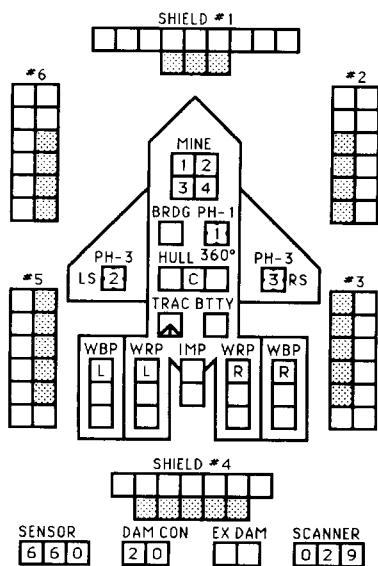 SHIELD #1
#6
#2
MINE
1 2
3 4
BRDG PH-1
1
PH-3 HULL 360° PH-3
LS 2 C 3 RS
#5
#3
TRAC BTTY
WBP WRP IMP WRP WBP
L L R R
SHIELD #4
SENSOR DAM CON EX DAM SCANNER
6 6 0 2 0 0 2 9